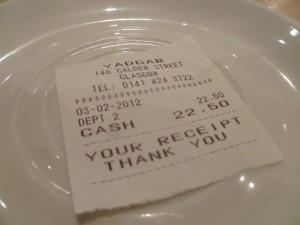 YADGAR
148 CALDER STREET
GLASGOW
TEL: 0141 424 3722
********************
03-02-2012
DEPT 2 22.50
CASH 22.50
YOUR RECEIPT
THANK YOU